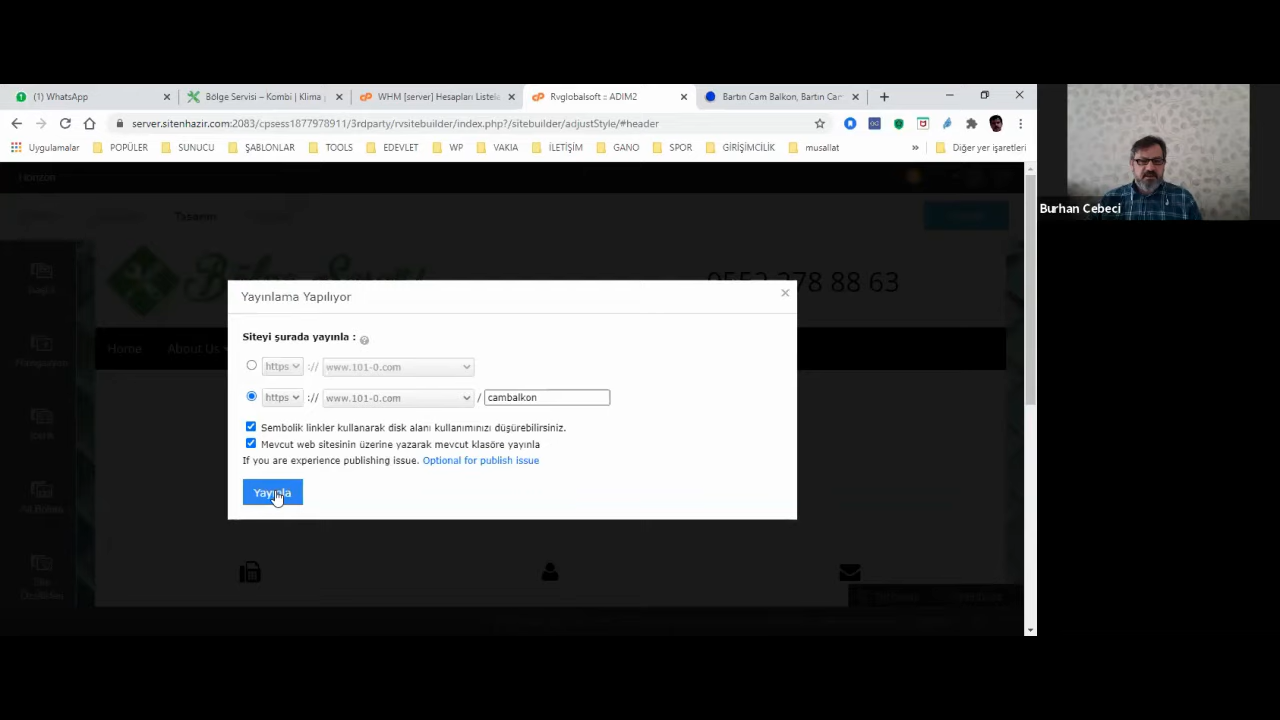 (1) WhatsApp
Bölge Servisi – Kombi | Klima |
WHM [server] Hesapları Listele
Rvglobalsoft :: ADIM2
Bartın Cam Balkon, Bartın Car
server.sitenhazir.com:2083/cpsess1877978911/3rdparty/rvsitebuilder/index.php?/sitebuilder/adjustStyle/#header
Uygulamalar
POPÜLER
SUNUCU
ŞABLONLAR
TOOLS
EDEVLET
WP
VAKIA
İLETİŞİM
GANO
SPOR
GİRİŞİMCİLİK
musallat
»
Diğer yer işaretleri
Burhan Cebeci
Horizon
Tasarım
Bölge Servisi
0552 278 88 63
Home
About Us
Yayınlama Yapılıyor
Siteyi şurada yayınla :
https :// www.101-0.com
https :// www.101-0.com / cambalkon
Sembolik linkler kullanarak disk alanı kullanımınızı düşürebilirsiniz.
Mevcut web sitesinin üzerine yazarak mevcut klasöre yayınla
If you are experience publishing issue. Optional for publish issue
Yayınla